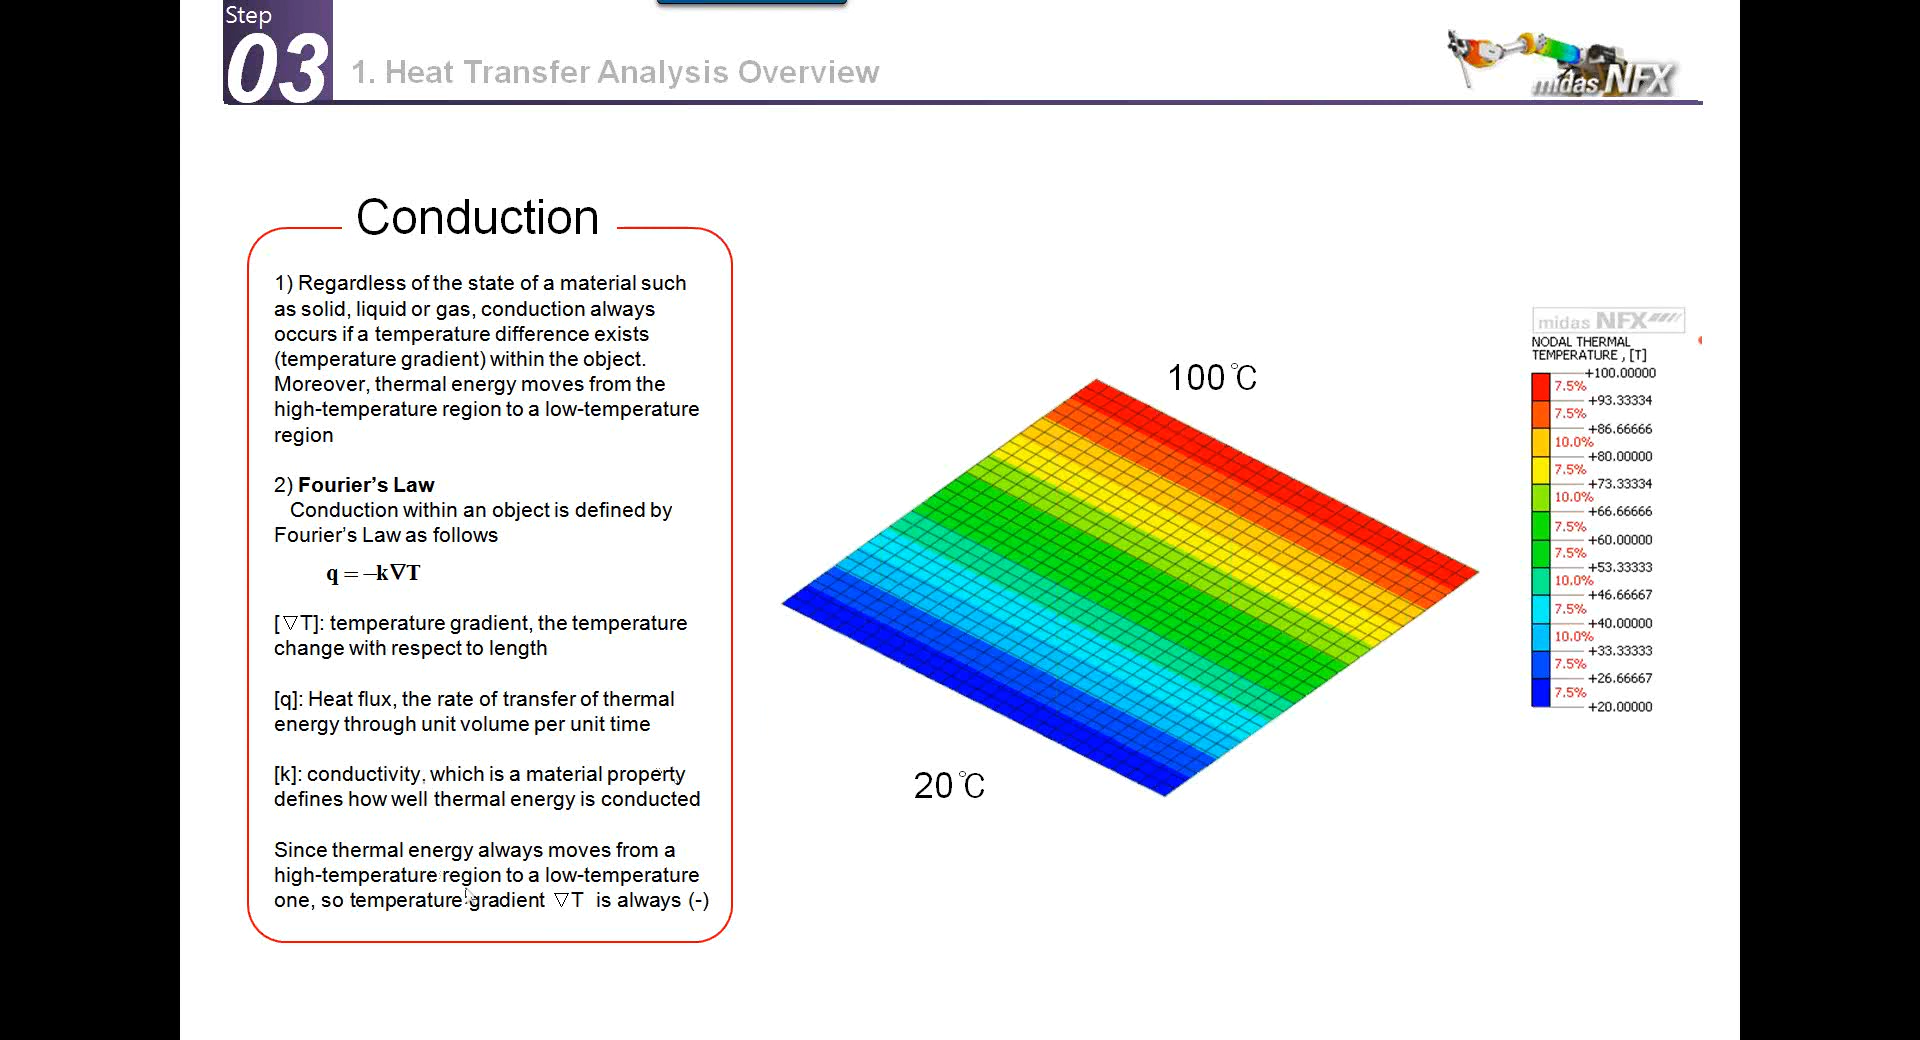 Step
03
1. Heat Transfer Analysis Overview
midas NFX
Conduction
1) Regardless of the state of a material such
as solid, liquid or gas, conduction always
occurs if a temperature difference exists
(temperature gradient) within the object.
Moreover, thermal energy moves from the
high-temperature region to a low-temperature
region
2) Fourier's Law
Conduction within an object is defined by
Fourier's Law as follows
q = –k∇T
[▽T]: temperature gradient, the temperature
change with respect to length
[q]: Heat flux, the rate of transfer of thermal
energy through unit volume per unit time
[k]: conductivity, which is a material property
defines how well thermal energy is conducted
Since thermal energy always moves from a
high-temperature region to a low-temperature
one, so temperature gradient ▽T is always (-)
100℃
20℃
midas NFX
NODAL THERMAL
TEMPERATURE , [T]
+100.00000
7.5%
+93.33334
7.5%
+86.66666
10.0%
+80.00000
7.5%
+73.33334
10.0%
+66.66666
7.5%
+60.00000
7.5%
+53.33333
10.0%
+46.66667
7.5%
+40.00000
10.0%
+33.33333
7.5%
+26.66667
7.5%
+20.00000